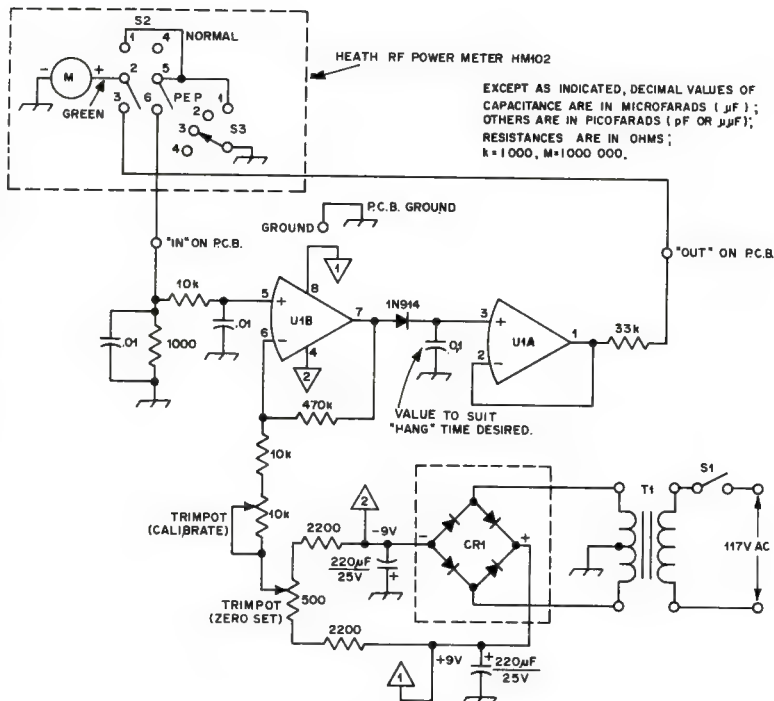 S2
1 4 NORMAL
HEATH RF POWER METER HM102
- M + 2 5
GREEN
3 6 PEP 1
2
3 S3
4
EXCEPT AS INDICATED, DECIMAL VALUES OF
CAPACITANCE ARE IN MICROFARADS ( µF ) ;
OTHERS ARE IN PICOFARADS ( pF OR µµF);
RESISTANCES ARE IN OHMS ;
k = 1000, M=1000 000.
P.C.B. GROUND
GROUND
"IN" ON P.C.B.
"OUT" ON P.C.B.
1
10k
5 + 8
U1B
7
1N914
3 +
U1A
1
33k
.01
1000
.01
6 -
4
2
0.1
2 -
470k
VALUE TO SUIT
"HANG" TIME DESIRED.
10k
TRIMPOT
(CALIBRATE)
10k
2
2200
-9V
- CR1 +
T1
S1
117V AC
220µF
25V
+
500
TRIMPOT
(ZERO SET)
2200
+9V
+ 220µF
25V
1